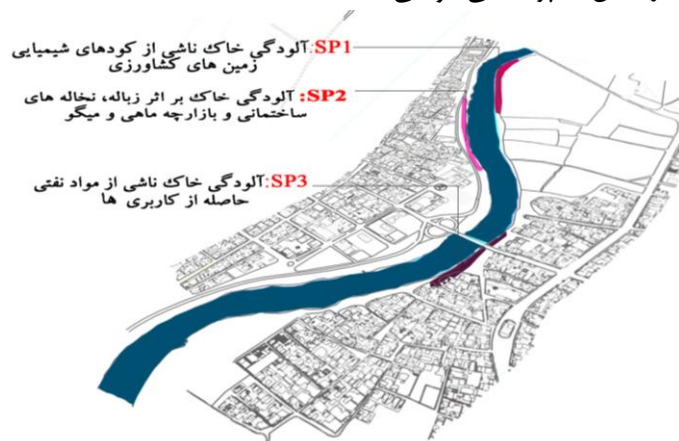 SP1:آلودگی خاک ناشی از کودهای شیمیایی
زمین های کشاورزی
SP2: آلودگی خاک بر اثر زباله، نخاله های
ساختمانی و بازارچه ماهی و میگو
SP3:آلودگی خاک ناشی از مواد نفتی
حاصله از کاربری ها